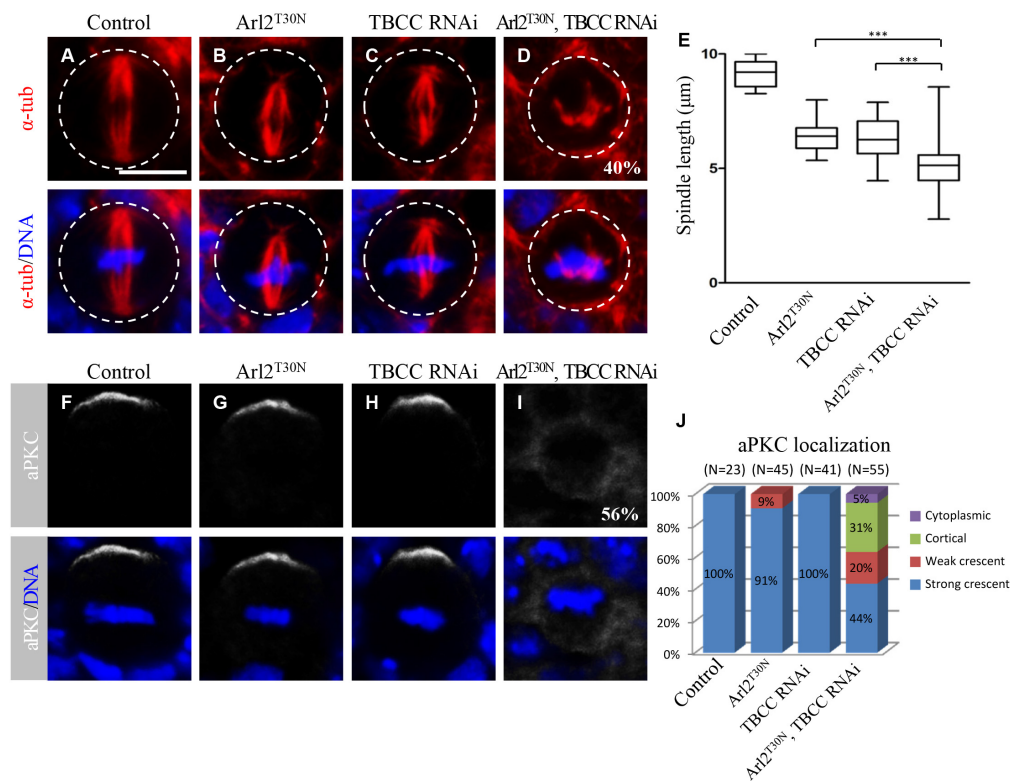 Control
Arl2T30N
TBCC RNAi
Arl2T30N, TBCC RNAi
α-tub
A
B
C
D
40%
α-tub/DNA
E
***
***
Spindle length (μm)
10
5
0
Control
Arl2T30N
TBCC RNAi
Arl2T30N, TBCC RNAi
Control
Arl2T30N
TBCC RNAi
Arl2T30N, TBCC RNAi
aPKC
F
G
H
I
56%
aPKC/DNA
J
aPKC localization
(N=23) (N=45) (N=41) (N=55)
100%
80%
60%
40%
20%
0%
100%
9%
91%
100%
5%
31%
20%
44%
Cytoplasmic
Cortical
Weak crescent
Strong crescent
Control
Arl2T30N
TBCC RNAi
Arl2T30N, TBCC RNAi